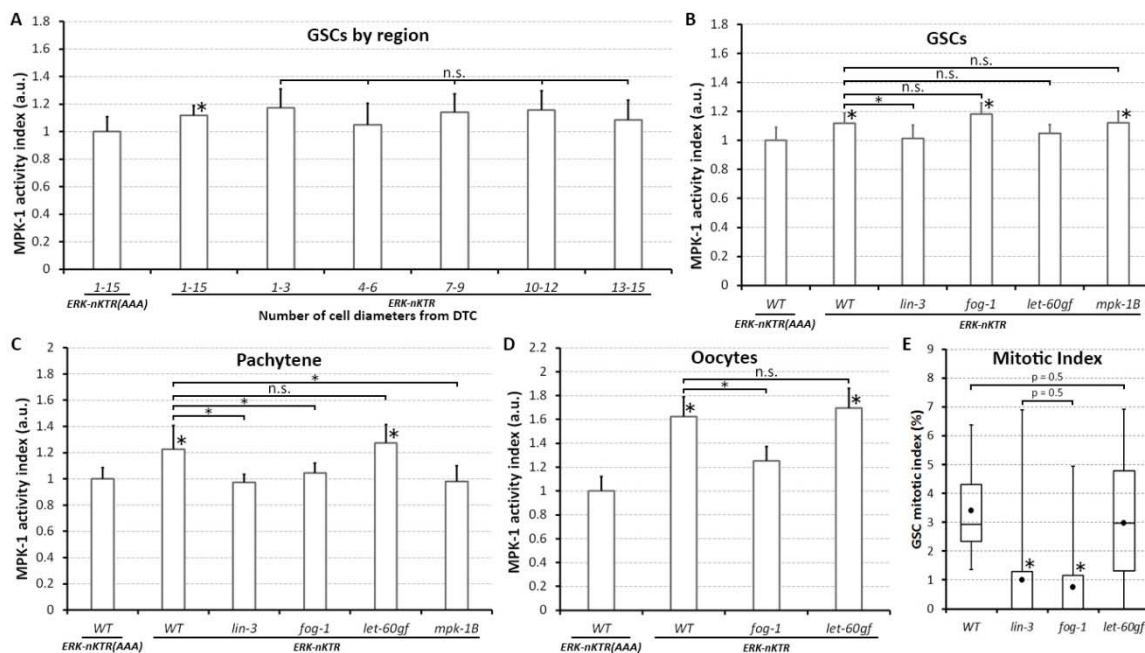 A
GSCs by region
MPK-1 activity index (a.u.)
1.8
1.6
1.4
1.2
1
0.8
0.6
0.4
0.2
0
*
n.s.
1-15
1-15
1-3
4-6
7-9
10-12
13-15
ERK-nKTR(AAA)
ERK-nKTR
Number of cell diameters from DTC
B
GSCs
MPK-1 activity index (a.u.)
1.8
1.6
1.4
1.2
1
0.8
0.6
0.4
0.2
0
n.s.
n.s.
n.s.
*
*
*
*
WT
WT
lin-3
fog-1
let-60gf
mpk-1B
ERK-nKTR(AAA)
ERK-nKTR
C
Pachytene
MPK-1 activity index (a.u.)
2
1.8
1.6
1.4
1.2
1
0.8
0.6
0.4
0.2
0
*
n.s.
*
*
*
*
WT
WT
lin-3
fog-1
let-60gf
mpk-1B
ERK-nKTR(AAA)
ERK-nKTR
D
Oocytes
MPK-1 activity index (a.u.)
2.2
2
1.8
1.6
1.4
1.2
1
0.8
0.6
0.4
0.2
0
n.s.
*
*
*
WT
WT
fog-1
let-60gf
ERK-nKTR(AAA)
ERK-nKTR
E
Mitotic Index
GSC mitotic index (%)
9
8
7
6
5
4
3
2
1
0
p = 0.5
p = 0.5
*
*
WT
lin-3
fog-1
let-60gf